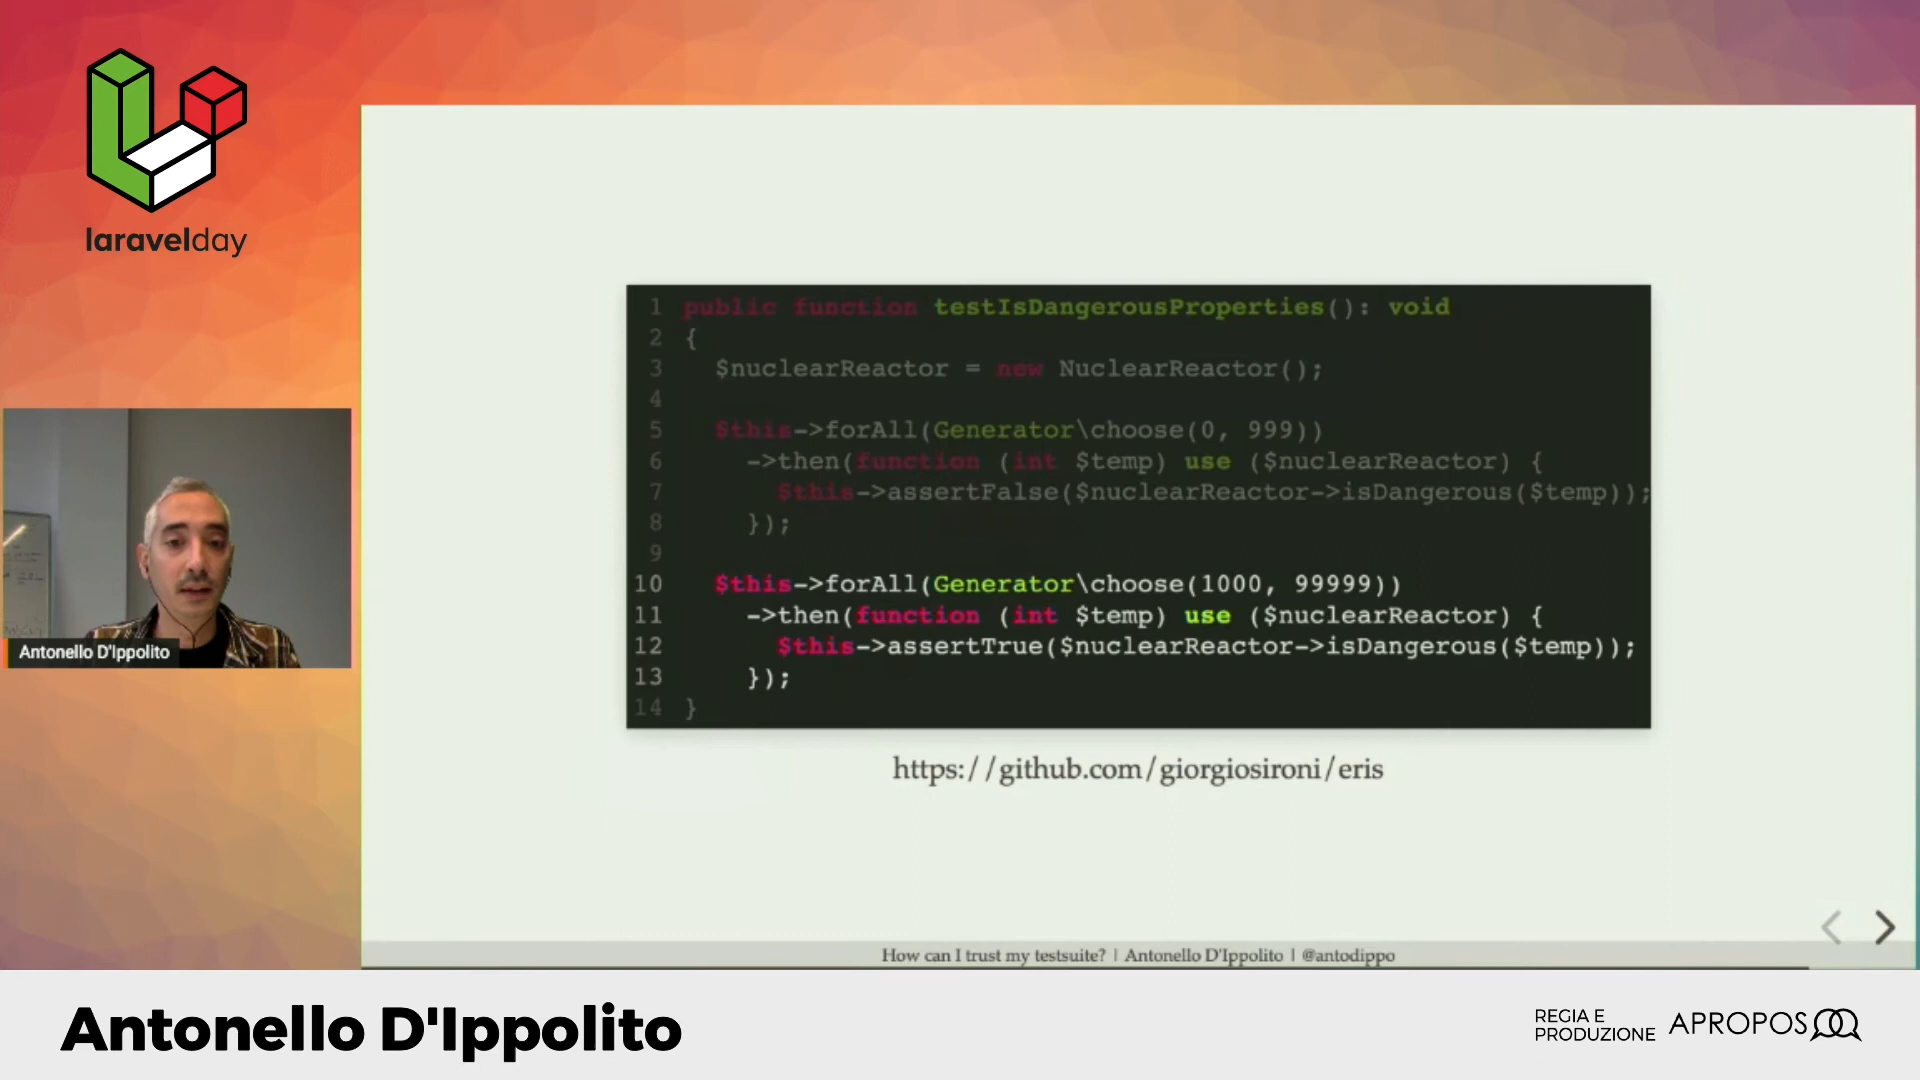 laravelday
1 public function testIsDangerousProperties(): void
2 {
3 $nuclearReactor = new NuclearReactor();
4
5 $this->forAll(Generator\choose(0, 999))
6 ->then(function (int $temp) use ($nuclearReactor) {
7 $this->assertFalse($nuclearReactor->isDangerous($temp));
8 });
9
10 $this->forAll(Generator\choose(1000, 99999))
11 ->then(function (int $temp) use ($nuclearReactor) {
12 $this->assertTrue($nuclearReactor->isDangerous($temp));
13 });
14 }
https://github.com/giorgiosironi/eris
Antonello D'Ippolito
How can I trust my testsuite? | Antonello D'Ippolito | @antodippo
Antonello D'Ippolito
REGIA E
PRODUZIONE
APROPOS